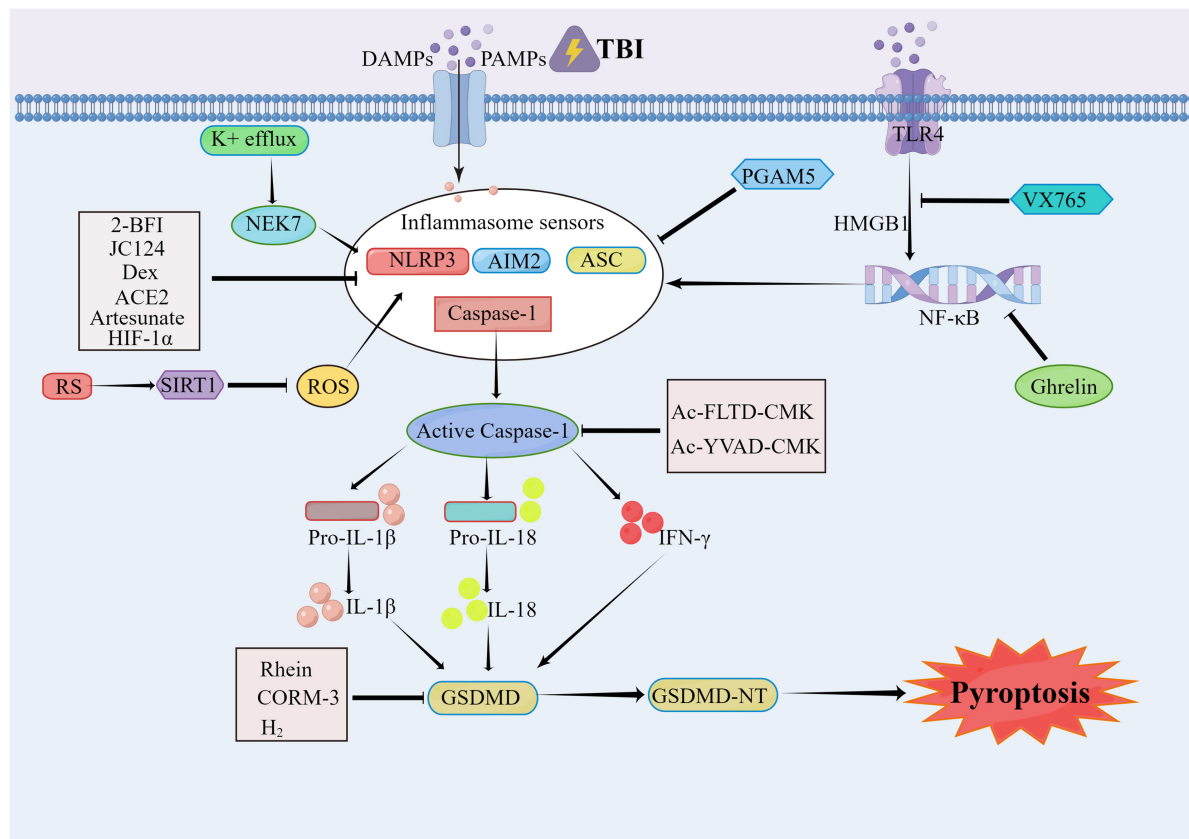 DAMPs
PAMPs
TBI
K+ efflux
TLR4
PGAM5
NEK7
VX765
HMGB1
2-BFI
JC124
Dex
ACE2
Artesunate
HIF-1α
Inflammasome sensors
NLRP3
AIM2
ASC
Caspase-1
NF-κB
RS
SIRT1
ROS
Ghrelin
Active Caspase-1
Ac-FLTD-CMK
Ac-YVAD-CMK
Pro-IL-1β
Pro-IL-18
IFN-γ
IL-1β
IL-18
Rhein
CORM-3
H₂
GSDMD
GSDMD-NT
Pyroptosis